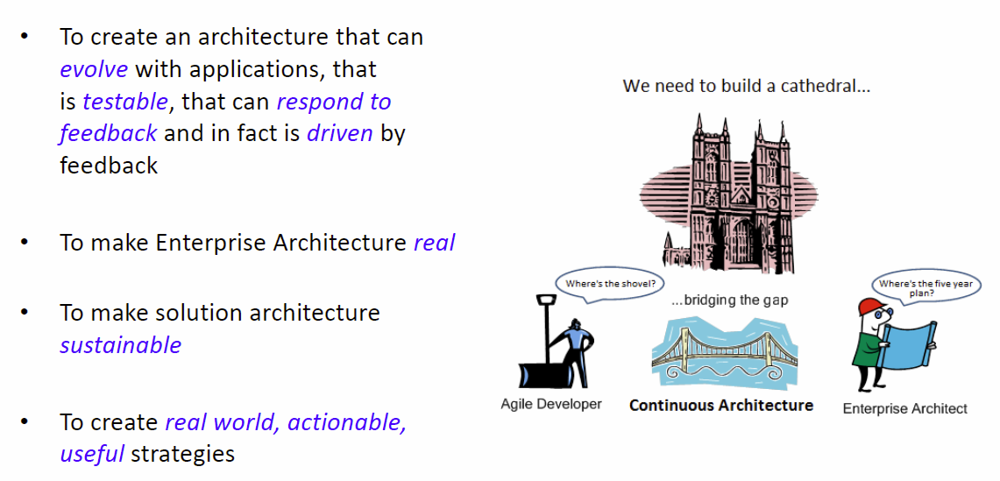 • To create an architecture that can
evolve with applications, that
is testable, that can respond to
feedback and in fact is driven by
feedback
• To make Enterprise Architecture real
• To make solution architecture
sustainable
• To create real world, actionable,
useful strategies
We need to build a cathedral...
Where's the shovel?
...bridging the gap
Where's the five year
plan?
Agile Developer
Continuous Architecture
Enterprise Architect